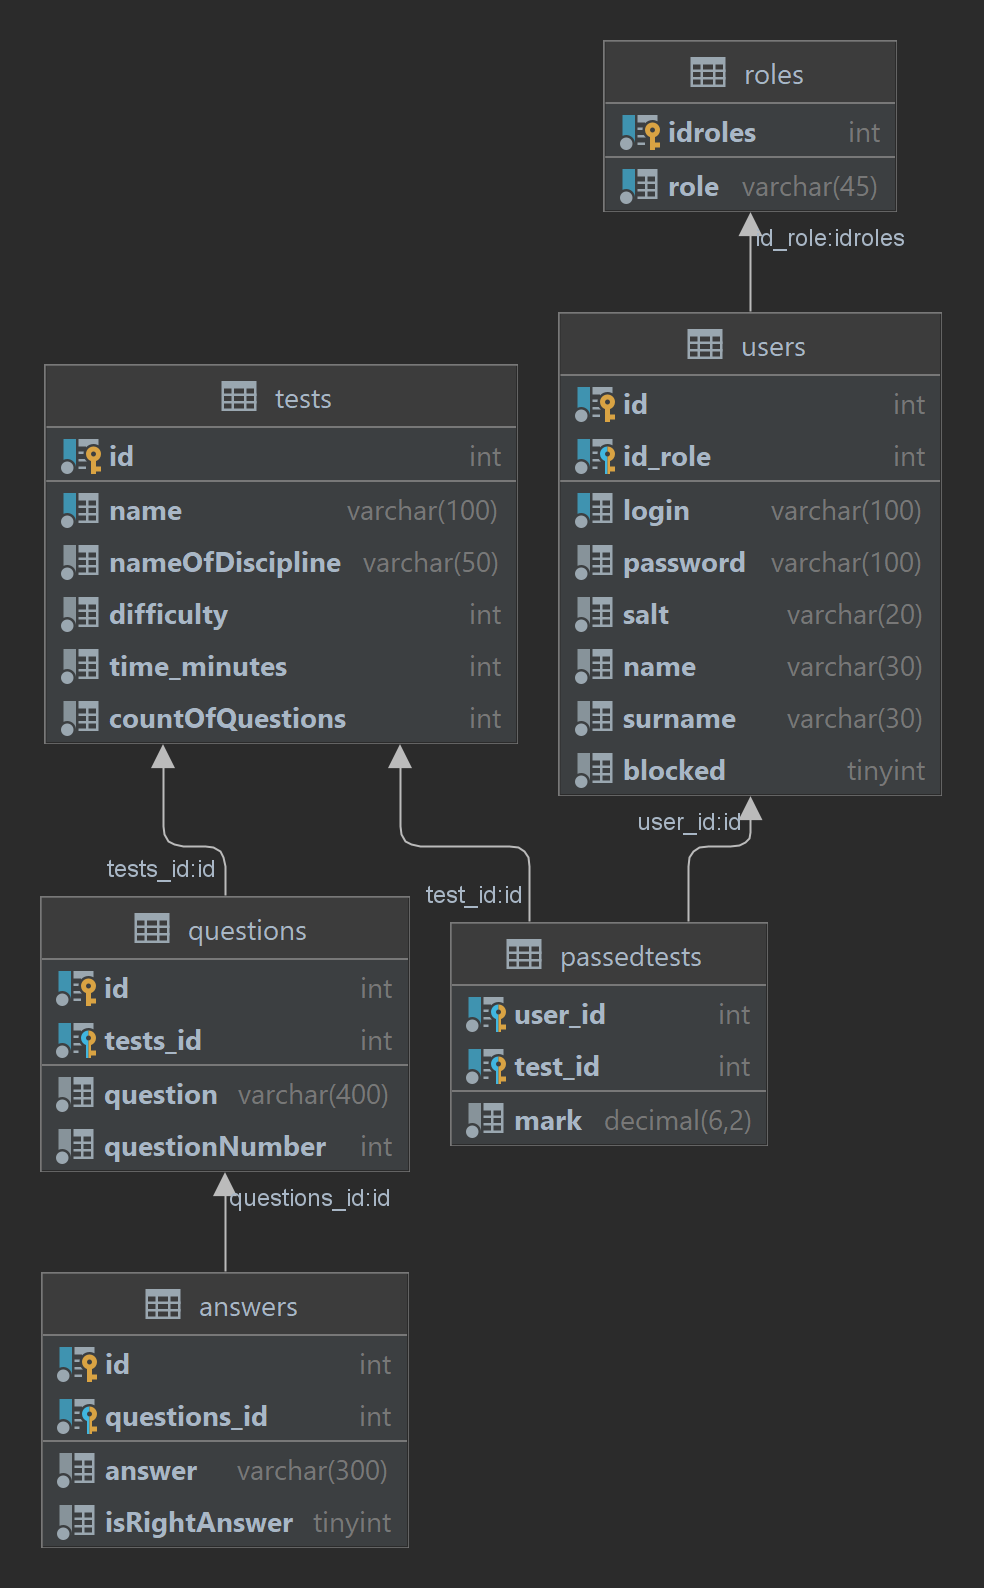 roles
idroles int
role varchar(45)
id_role:idroles
users
id int
id_role int
login varchar(100)
password varchar(100)
salt varchar(20)
name varchar(30)
surname varchar(30)
blocked tinyint
tests
id int
name varchar(100)
nameOfDiscipline varchar(50)
difficulty int
time_minutes int
countOfQuestions int
user_id:id
tests_id:id
test_id:id
questions
id int
tests_id int
question varchar(400)
questionNumber int
passedtests
user_id int
test_id int
mark decimal(6,2)
questions_id:id
answers
id int
questions_id int
answer varchar(300)
isRightAnswer tinyint